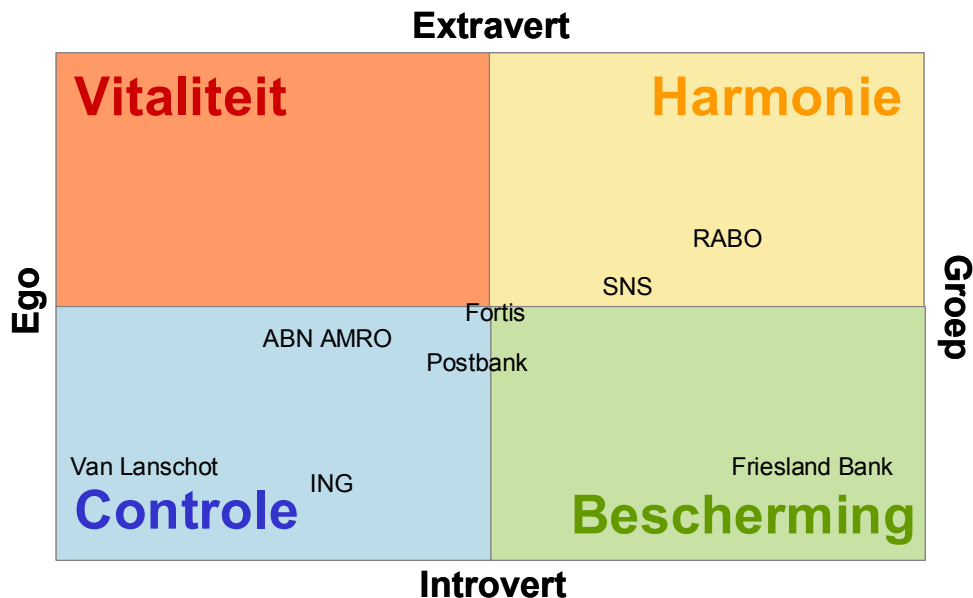 Extravert
Vitaliteit
Harmonie
RABO
Ego
Groep
SNS
Fortis
ABN AMRO
Postbank
Van Lanschot
ING
Friesland Bank
Controle
Bescherming
Introvert